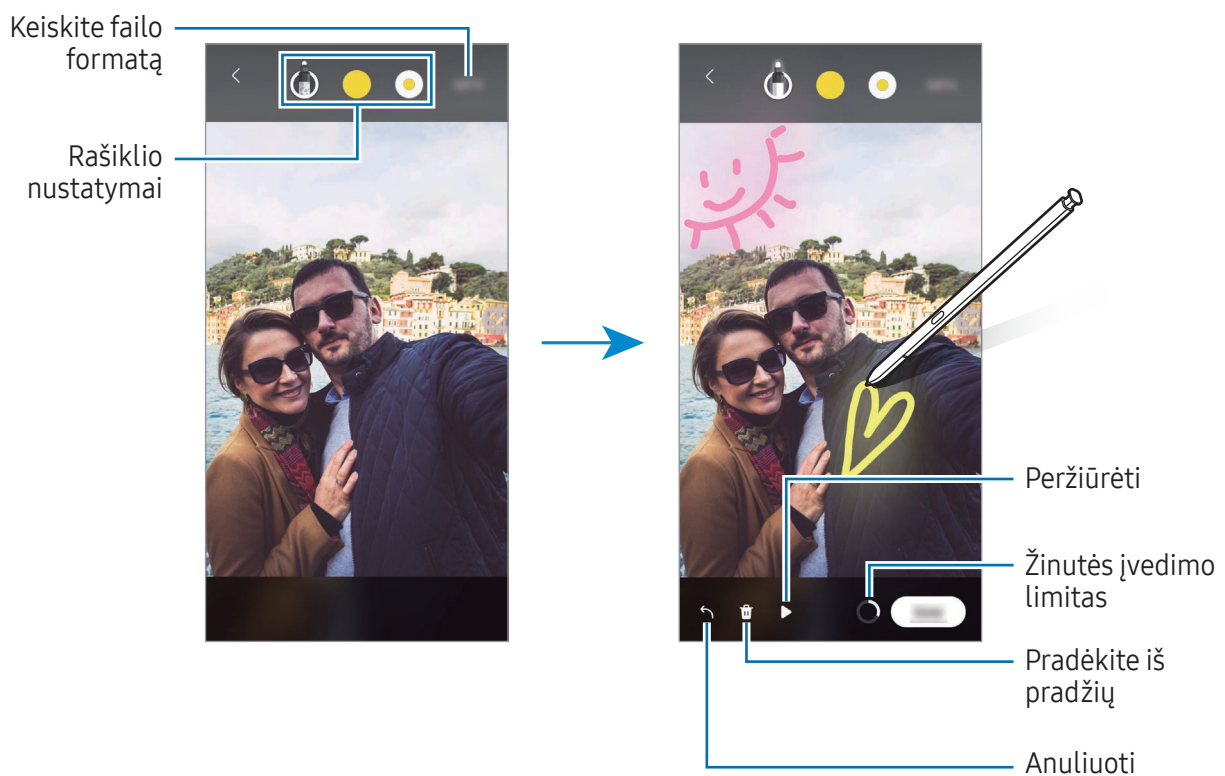 Keiskite failo
formatą
Rašiklio
nustatymai
Peržiūrėti
Žinutės įvedimo
limitas
Pradėkite iš
pradžių
Anuliuoti